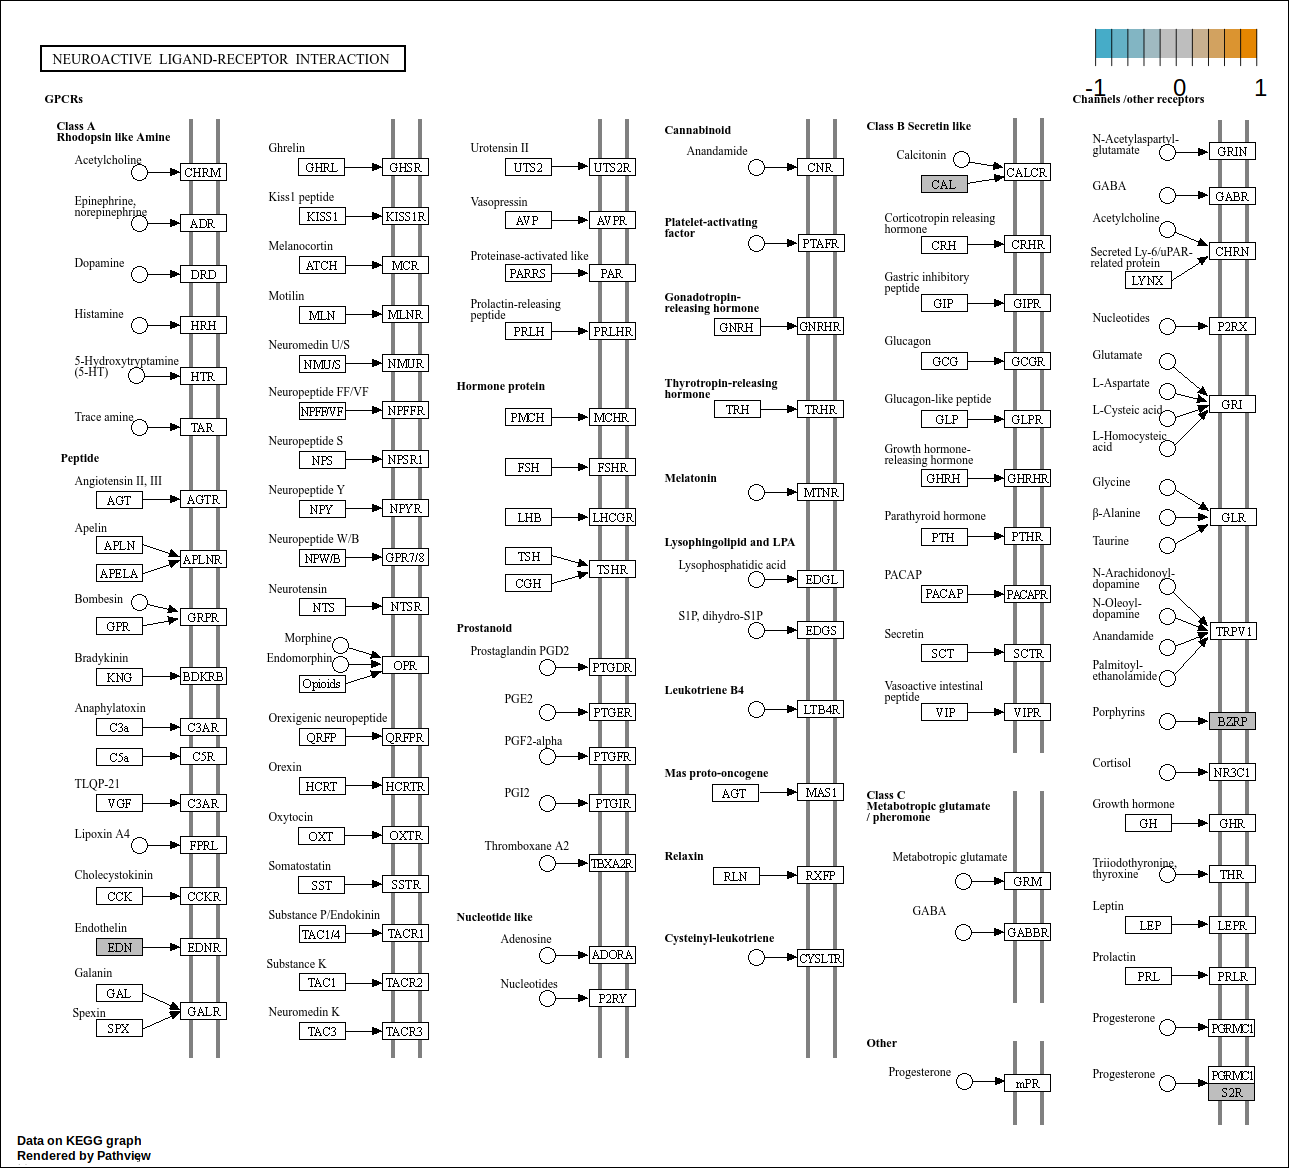 NEUROACTIVE LIGAND-RECEPTOR INTERACTION
-1 0 1
GPCRs
Class A
Rhodopsin like Amine
Acetylcholine
CHRM
Epinephrine,
norepinephrine
ADR
Dopamine
DRD
Histamine
HRH
5-Hydroxytryptamine
(5-HT)
HTR
Trace amine
TAR
Peptide
Angiotensin II, III
AGT AGTR
Apelin
APLN
APLNR
APELA
Bombesin
GRPR
GPR
Bradykinin
KNG BDKRB
Anaphylatoxin
C3a C3AR
C5a C5R
TLQP-21
VGF C3AR
Lipoxin A4
FPRL
Cholecystokinin
CCK CCKR
Endothelin
EDN EDNR
Galanin
GAL
GALR
Spexin
SPX
Ghrelin
GHRL GHSR
Kiss1 peptide
KISS1 KISS1R
Melanocortin
ATCH MCR
Motilin
MLN MLNR
Neuromedin U/S
NMU/S NMUR
Neuropeptide FF/VF
NPFF/VF NPFFR
Neuropeptide S
NPS NPSR1
Neuropeptide Y
NPY NPYR
Neuropeptide W/B
NPW/B GPR7/8
Neurotensin
NTS NTSR
Morphine
Endomorphin
OPR
Opioids
Orexigenic neuropeptide
QRFP QRFPR
Orexin
HCRT HCRTR
Oxytocin
OXT OXTR
Somatostatin
SST SSTR
Substance P/Endokinin
TAC1/4 TACR1
Substance K
TAC1 TACR2
Neuromedin K
TAC3 TACR3
Urotensin II
UTS2 UTS2R
Vasopressin
AVP AVPR
Proteinase-activated like
PARRS PAR
Prolactin-releasing
peptide
PRLH PRLHR
Hormone protein
PMCH MCHR
FSH FSHR
LHB LHCGR
TSH
TSHR
CGH
Prostanoid
Prostaglandin PGD2
PTGDR
PGE2
PTGER
PGF2-alpha
PTGFR
PGI2
PTGIR
Thromboxane A2
TBXA2R
Nucleotide like
Adenosine
ADORA
Nucleotides
P2RY
Cannabinoid
Anandamide
CNR
Platelet-activating
factor
PTAFR
Gonadotropin-
releasing hormone
GNRH GNRHR
Thyrotropin-releasing
hormone
TRH TRHR
Melatonin
MTNR
Lysophingolipid and LPA
Lysophosphatidic acid
EDGL
S1P, dihydro-S1P
EDGS
Leukotriene B4
LTB4R
Mas proto-oncogene
AGT MAS1
Relaxin
RLN RXFP
Cysteinyl-leukotriene
CYSLTR
Class B Secretin like
Calcitonin
CALCR
CAL
Corticotropin releasing
hormone
CRH CRHR
Gastric inhibitory
peptide
GIP GIPR
Glucagon
GCG GCGR
Glucagon-like peptide
GLP GLPR
Growth hormone-
releasing hormone
GHRH GHRHR
Parathyroid hormone
PTH PTHR
PACAP
PACAP PACAPR
Secretin
SCT SCTR
Vasoactive intestinal
peptide
VIP VIPR
Class C
Metabotropic glutamate
/ pheromone
Metabotropic glutamate
GRM
GABA
GABBR
Other
Progesterone
mPR
Channels /other receptors
N-Acetylaspartyl-
glutamate
GRIN
GABA
GABR
Acetylcholine
CHRN
Secreted Ly-6/uPAR-
related protein
LYNX
Nucleotides
P2RX
Glutamate
L-Aspartate
GRI
L-Cysteic acid
L-Homocysteic
acid
Glycine
β-Alanine
GLR
Taurine
N-Arachidonoyl-
dopamine
N-Oleoyl-
dopamine
TRPV1
Anandamide
Palmitoyl-
ethanolamide
Porphyrins
BZRP
Cortisol
NR3C1
Growth hormone
GH GHR
Triiodothyronine,
thyroxine
THR
Leptin
LEP LEPR
Prolactin
PRL PRLR
Progesterone
PGRMC1
Progesterone
PGRMC1
S2R
Data on KEGG graph
Rendered by Pathview